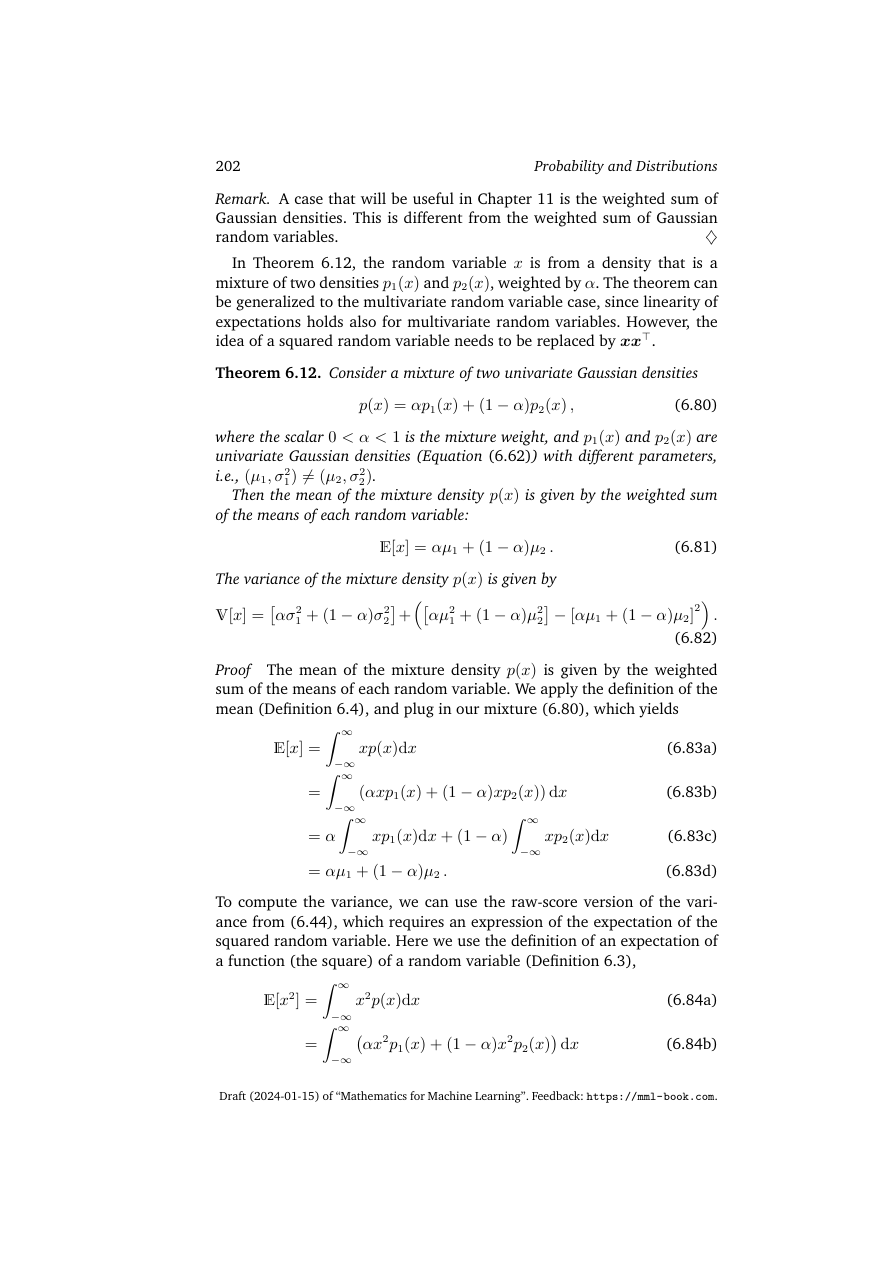 202 Probability and Distributions
Remark. A case that will be useful in Chapter 11 is the weighted sum of
Gaussian densities. This is different from the weighted sum of Gaussian
random variables. ♢
In Theorem 6.12, the random variable x is from a density that is a
mixture of two densities p₁(x) and p₂(x), weighted by α. The theorem can
be generalized to the multivariate random variable case, since linearity of
expectations holds also for multivariate random variables. However, the
idea of a squared random variable needs to be replaced by xx⊤.
Theorem 6.12. Consider a mixture of two univariate Gaussian densities
p(x) = αp₁(x) + (1 − α)p₂(x) , (6.80)
where the scalar 0 < α < 1 is the mixture weight, and p₁(x) and p₂(x) are
univariate Gaussian densities (Equation (6.62)) with different parameters,
i.e., (μ₁, σ₁²) ≠ (μ₂, σ₂²).
Then the mean of the mixture density p(x) is given by the weighted sum
of the means of each random variable:
𝔼[x] = αμ₁ + (1 − α)μ₂ . (6.81)
The variance of the mixture density p(x) is given by
𝕍[x] = [ασ₁² + (1 − α)σ₂²] + ([αμ₁² + (1 − α)μ₂²] − [αμ₁ + (1 − α)μ₂]²) .
(6.82)
Proof The mean of the mixture density p(x) is given by the weighted
sum of the means of each random variable. We apply the definition of the
mean (Definition 6.4), and plug in our mixture (6.80), which yields
𝔼[x] = ∫_{−∞}^{∞} xp(x)dx (6.83a)
= ∫_{−∞}^{∞} (αxp₁(x) + (1 − α)xp₂(x)) dx (6.83b)
= α ∫_{−∞}^{∞} xp₁(x)dx + (1 − α) ∫_{−∞}^{∞} xp₂(x)dx (6.83c)
= αμ₁ + (1 − α)μ₂ . (6.83d)
To compute the variance, we can use the raw-score version of the vari-
ance from (6.44), which requires an expression of the expectation of the
squared random variable. Here we use the definition of an expectation of
a function (the square) of a random variable (Definition 6.3),
𝔼[x²] = ∫_{−∞}^{∞} x²p(x)dx (6.84a)
= ∫_{−∞}^{∞} (αx²p₁(x) + (1 − α)x²p₂(x)) dx (6.84b)
Draft (2024-01-15) of “Mathematics for Machine Learning”. Feedback: https://mml-book.com.